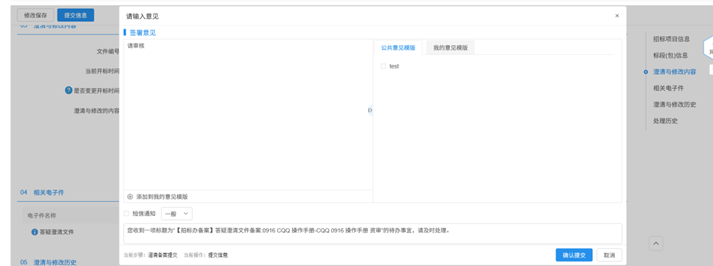 修改保存 提交信息
请输入意见 ×
03 澄清与修改内容
签署意见
文件编号
请审核
公共意见模版 我的意见模版
test
当前开标时间
是否变更开标时间
澄清与修改的内容
招标项目信息
标段(包)信息
澄清与修改内容
相关电子件
澄清与修改历史
处理历史
04 相关电子件
添加到我的意见模版
电子件名称
短信通知 一般
答疑澄清文件
您收到一项标题为“【招标办备案】答疑澄清文件备案:0916 CQQ 操作手册-CQQ 0916 操作手册 资审”的待办事宜，请及时处理。
当前步骤：澄清备案提交 当前操作：提交信息
确认提交 取消
05 澄清与修改历史